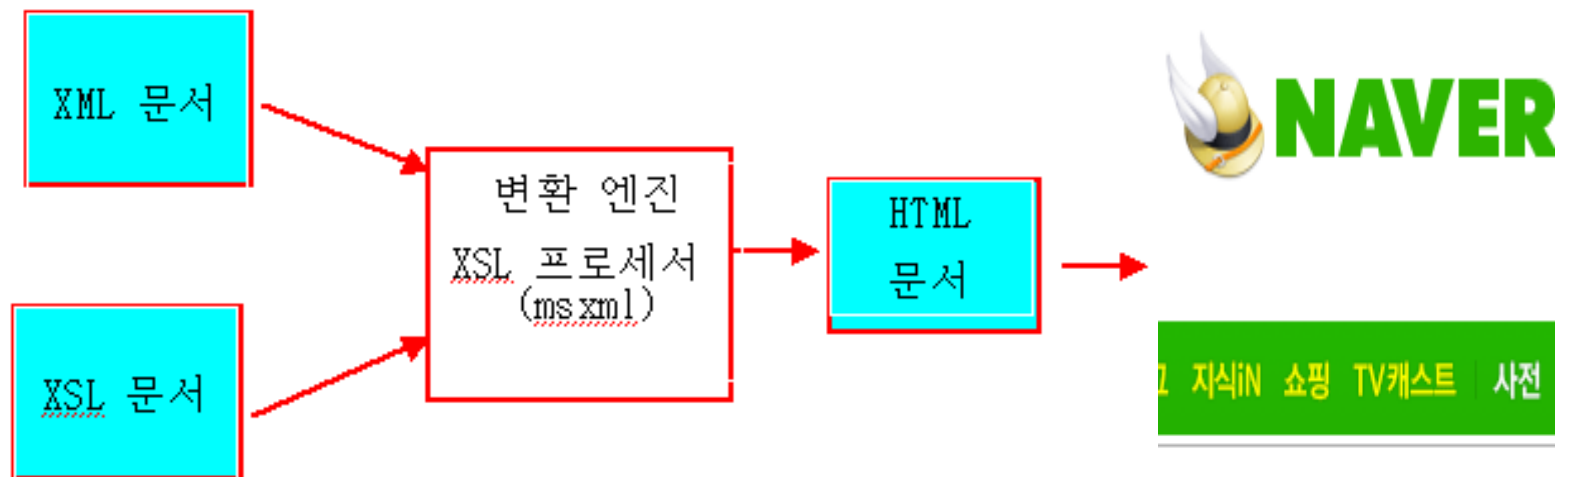 XML 문서
변환 엔진
XSL 프로세서
(msxml)
XSL 문서
HTML
문서
NAVER
지식iN 쇼핑 TV캐스트 사전